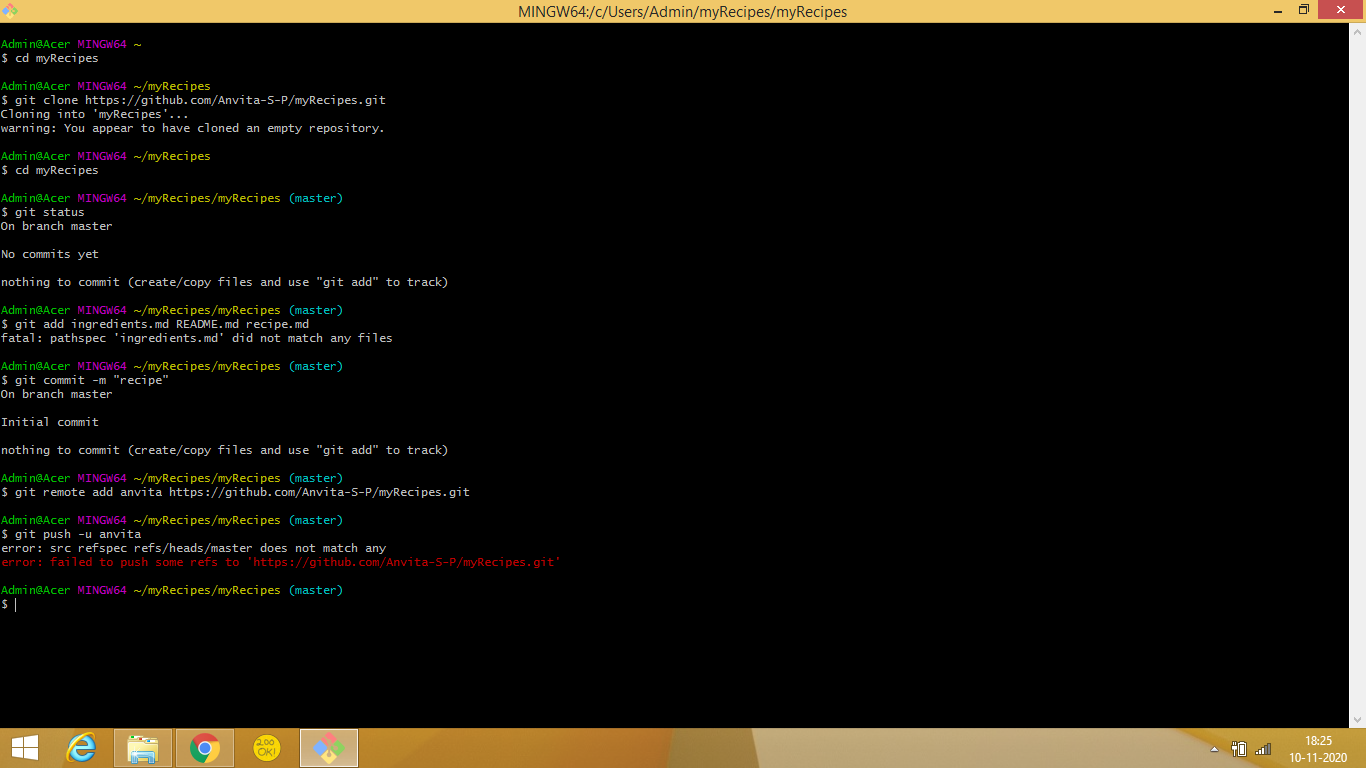 MINGW64:/c/Users/Admin/myRecipes/myRecipes
Admin@Acer MINGW64 ~
$ cd myRecipes
Admin@Acer MINGW64 ~/myRecipes
$ git clone https://github.com/Anvita-S-P/myRecipes.git
Cloning into 'myRecipes'...
warning: You appear to have cloned an empty repository.
Admin@Acer MINGW64 ~/myRecipes
$ cd myRecipes
Admin@Acer MINGW64 ~/myRecipes/myRecipes (master)
$ git status
On branch master
No commits yet
nothing to commit (create/copy files and use "git add" to track)
Admin@Acer MINGW64 ~/myRecipes/myRecipes (master)
$ git add ingredients.md README.md recipe.md
fatal: pathspec 'ingredients.md' did not match any files
Admin@Acer MINGW64 ~/myRecipes/myRecipes (master)
$ git commit -m "recipe"
On branch master
Initial commit
nothing to commit (create/copy files and use "git add" to track)
Admin@Acer MINGW64 ~/myRecipes/myRecipes (master)
$ git remote add anvita https://github.com/Anvita-S-P/myRecipes.git
Admin@Acer MINGW64 ~/myRecipes/myRecipes (master)
$ git push -u anvita
error: src refspec refs/heads/master does not match any
error: failed to push some refs to 'https://github.com/Anvita-S-P/myRecipes.git'
Admin@Acer MINGW64 ~/myRecipes/myRecipes (master)
$
200
OK!
18:25
10-11-2020